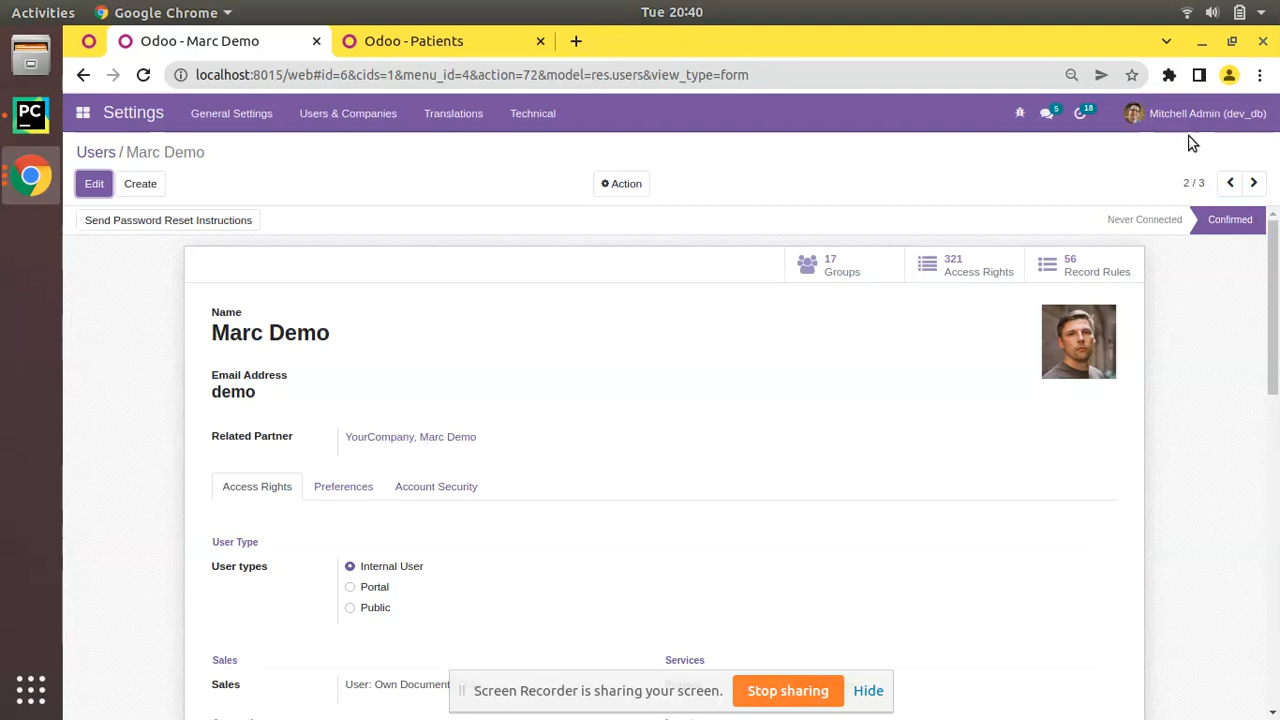 Activities Google Chrome Tue 20:40
Odoo - Marc Demo Odoo - Patients
localhost:8015/web#id=6&cids=1&menu_id=4&action=72&model=res.users&view_type=form
Settings General Settings Users & Companies Translations Technical 5 18 Mitchell Admin (dev_db)
Users / Marc Demo
Edit Create Action 2 / 3
Send Password Reset Instructions Never Connected Confirmed
17 Groups 321 Access Rights 56 Record Rules
Name
Marc Demo
Email Address
demo
Related Partner YourCompany, Marc Demo
Access Rights Preferences Account Security
User Type
User types Internal User
Portal
Public
Sales Services
Sales User: Own Document
Screen Recorder is sharing your screen. Stop sharing Hide
PC